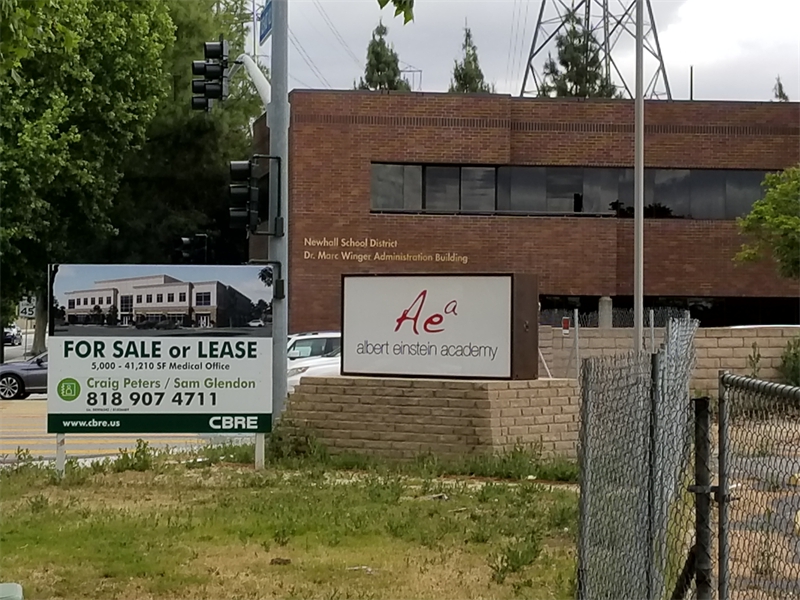 45
Newhall School District
Dr. Marc Winger Administration Building
Aea
albert einstein academy
FOR SALE or LEASE
5,000 - 41,210 SF Medical Office
Craig Peters / Sam Glendon
818 907 4711
www.cbre.us
CBRE